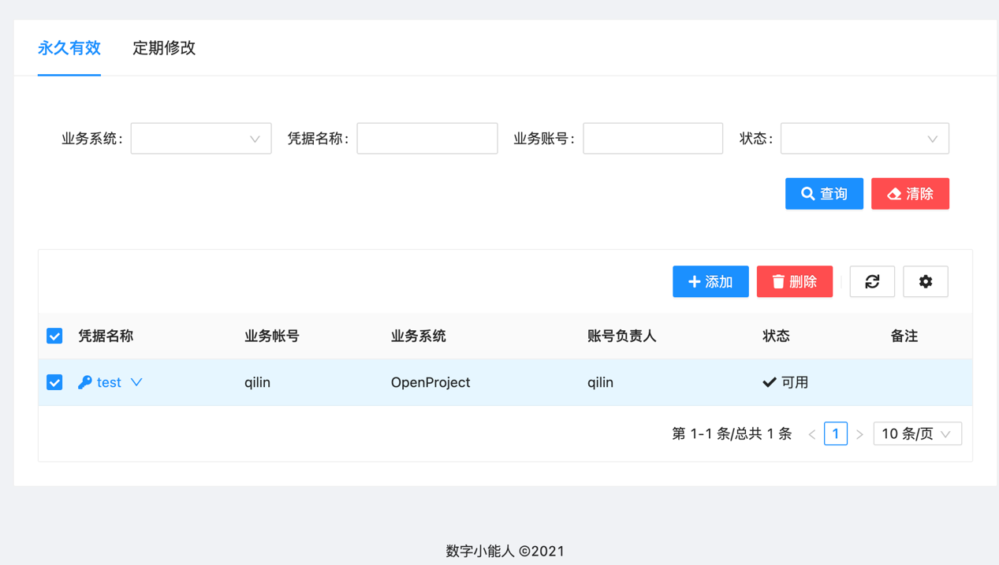 永久有效 定期修改
业务系统: 凭据名称: 业务账号: 状态:
查询 清除
添加 删除
凭据名称 业务帐号 业务系统 账号负责人 状态 备注
test qilin OpenProject qilin 可用
第 1-1 条/总共 1 条 1 10 条/页
数字小能人 ©2021